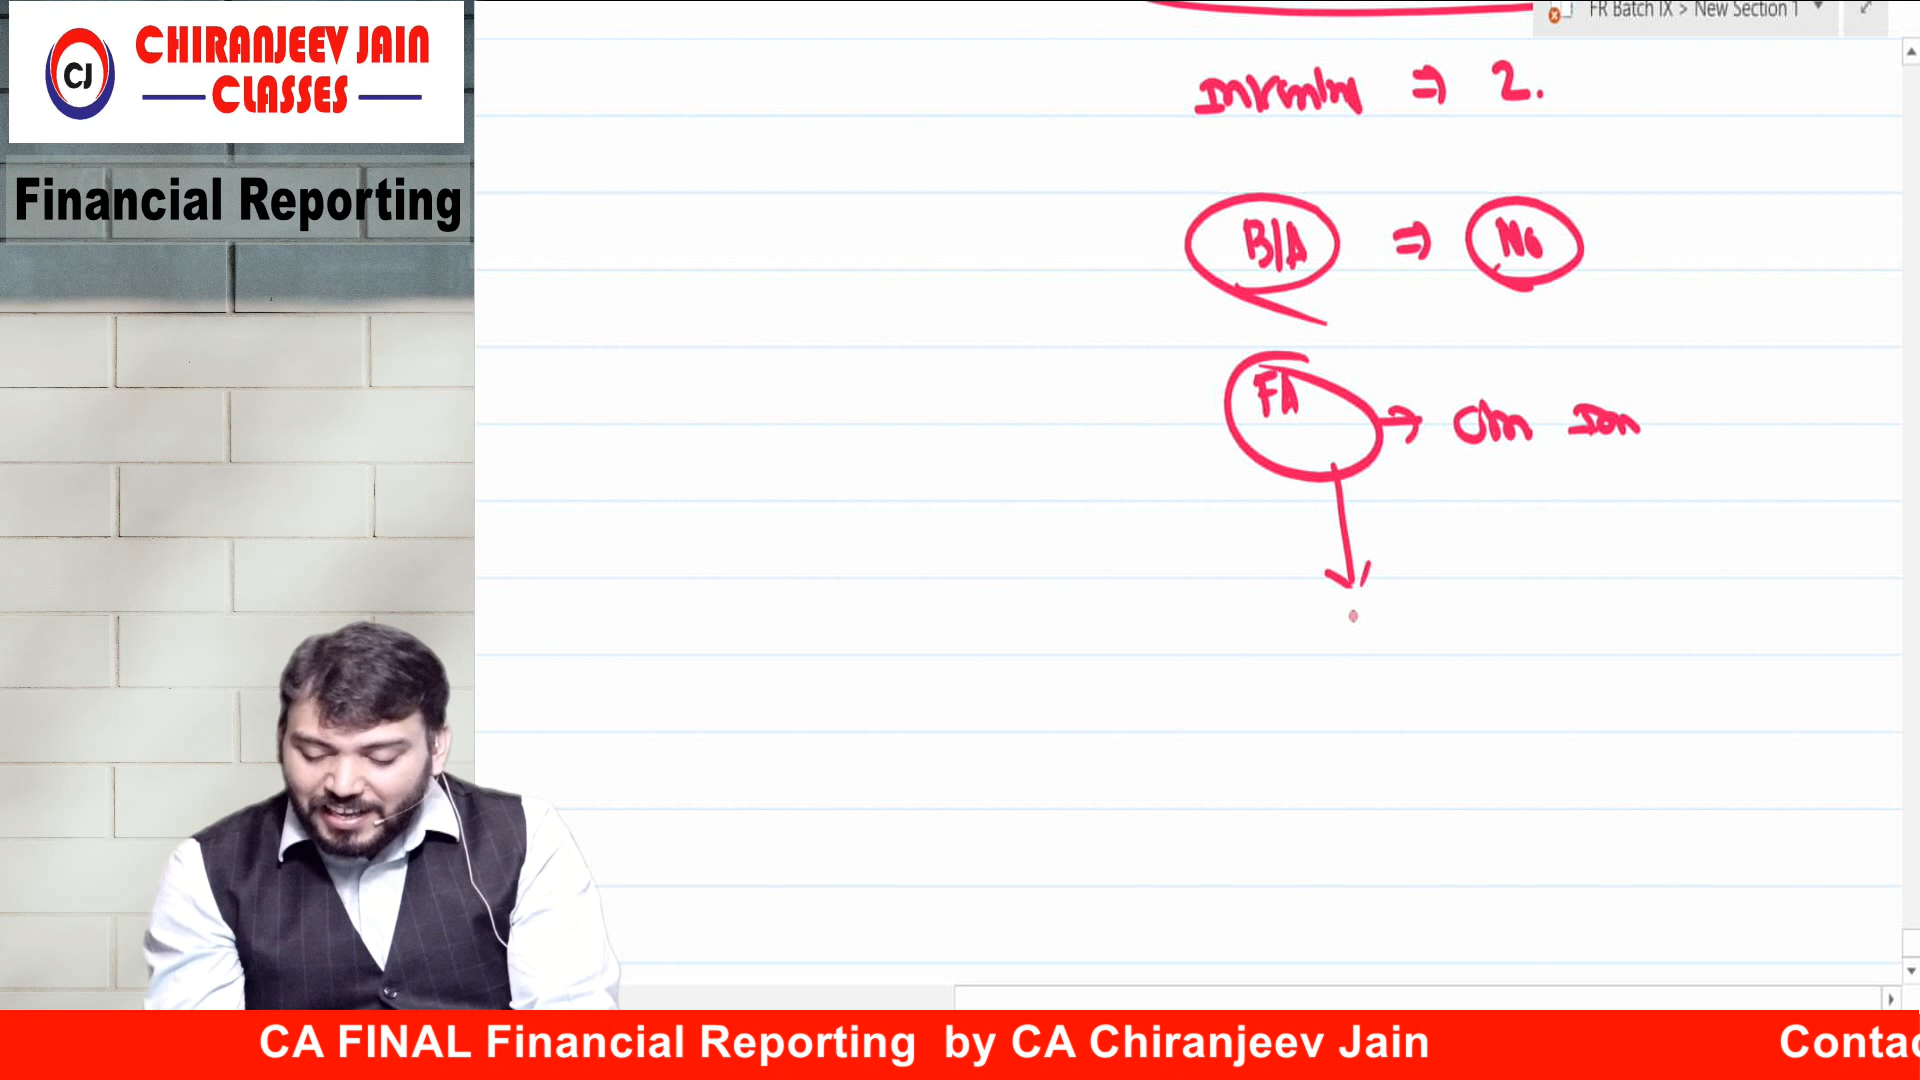 CHIRANJEEV JAIN
CJ
CLASSES
Financial Reporting
FR Batch IX > New Section 1
Inventory ⇒ 2.
B/A ⇒ No
FA →
CA FINAL Financial Reporting by CA Chiranjeev Jain
Contac